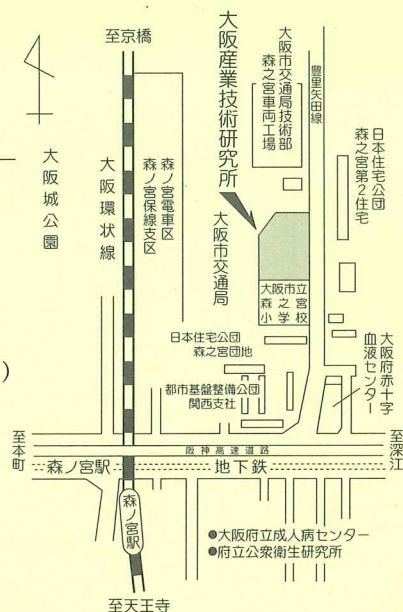 至京橋
大阪城公園
大阪環状線
森ノ宮電車区
森ノ宮保線支区
大阪産業技術研究所
大阪市交通局
大阪市交通局技術部
森之宮車両工場
豊里矢田線
日本住宅公団
森之宮第2住宅
大阪市立
森之宮
小学校
日本住宅公団
森之宮団地
都市基盤整備公団
関西支社
大阪府赤十字
血液センター
至本町
阪神高速道路
至深江
森ノ宮駅
地下鉄
森ノ宮駅
●大阪府立成人病センター
●府立公衆衛生研究所
至天王寺
)